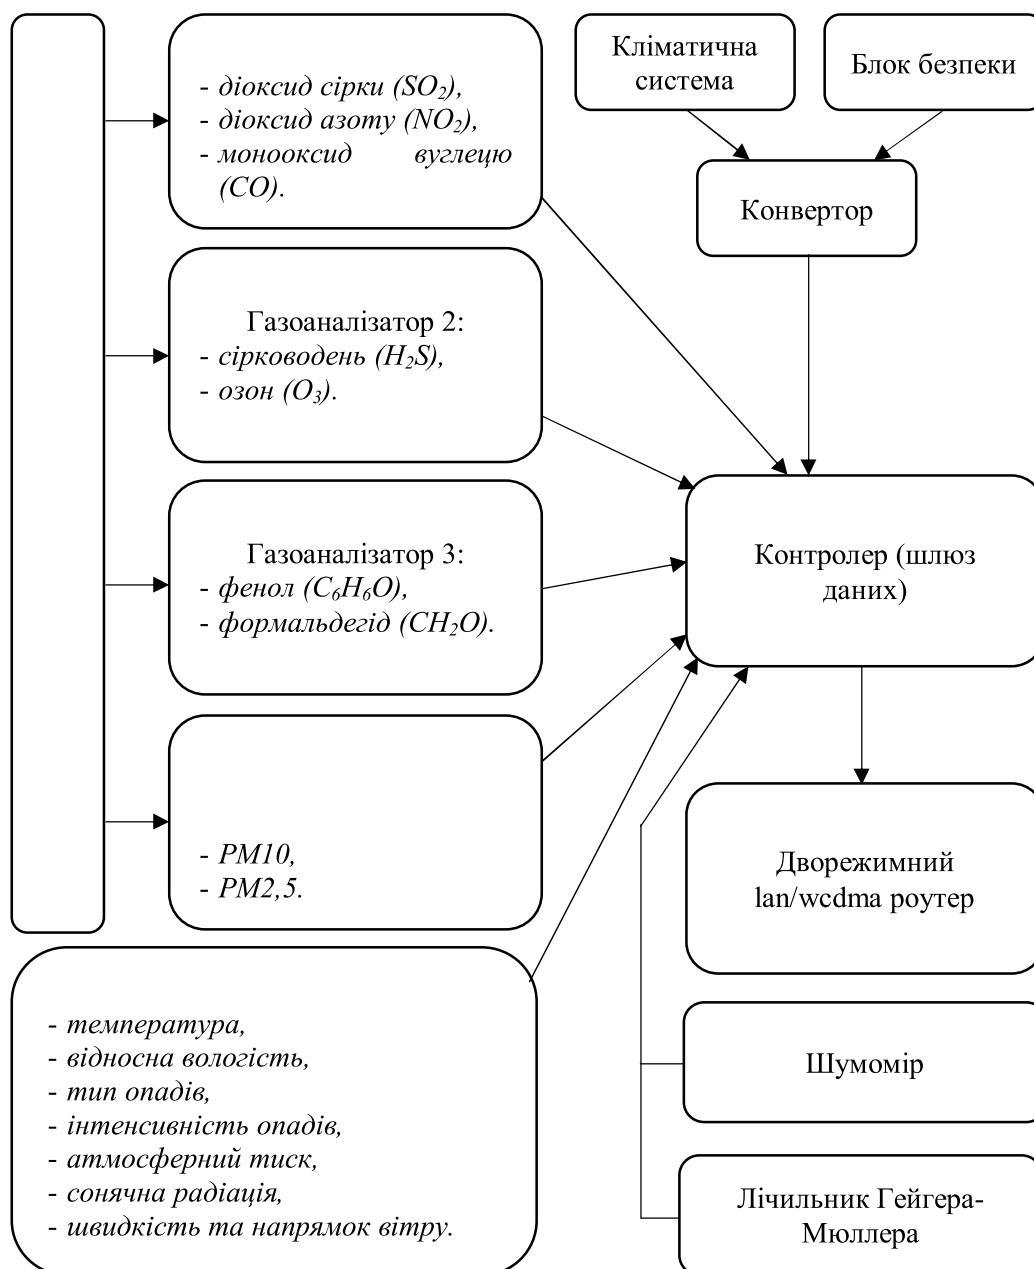 - діоксид сірки (SO₂),
- діоксид азоту (NO₂),
- монооксид вуглецю
(CO).
Газоаналізатор 2:
- сірководень (H₂S),
- озон (O₃).
Газоаналізатор 3:
- фенол (C₆H₆O),
- формальдегід (CH₂O).
- PM10,
- PM2,5.
- температура,
- відносна вологість,
- тип опадів,
- інтенсивність опадів,
- атмосферний тиск,
- сонячна радіація,
- швидкість та напрямок вітру.
Кліматична
система
Блок безпеки
Конвертор
Контролер (шлюз
даних)
Дворежимний
lan/wcdma роутер
Шумомір
Лічильник Гейгера-
Мюллера